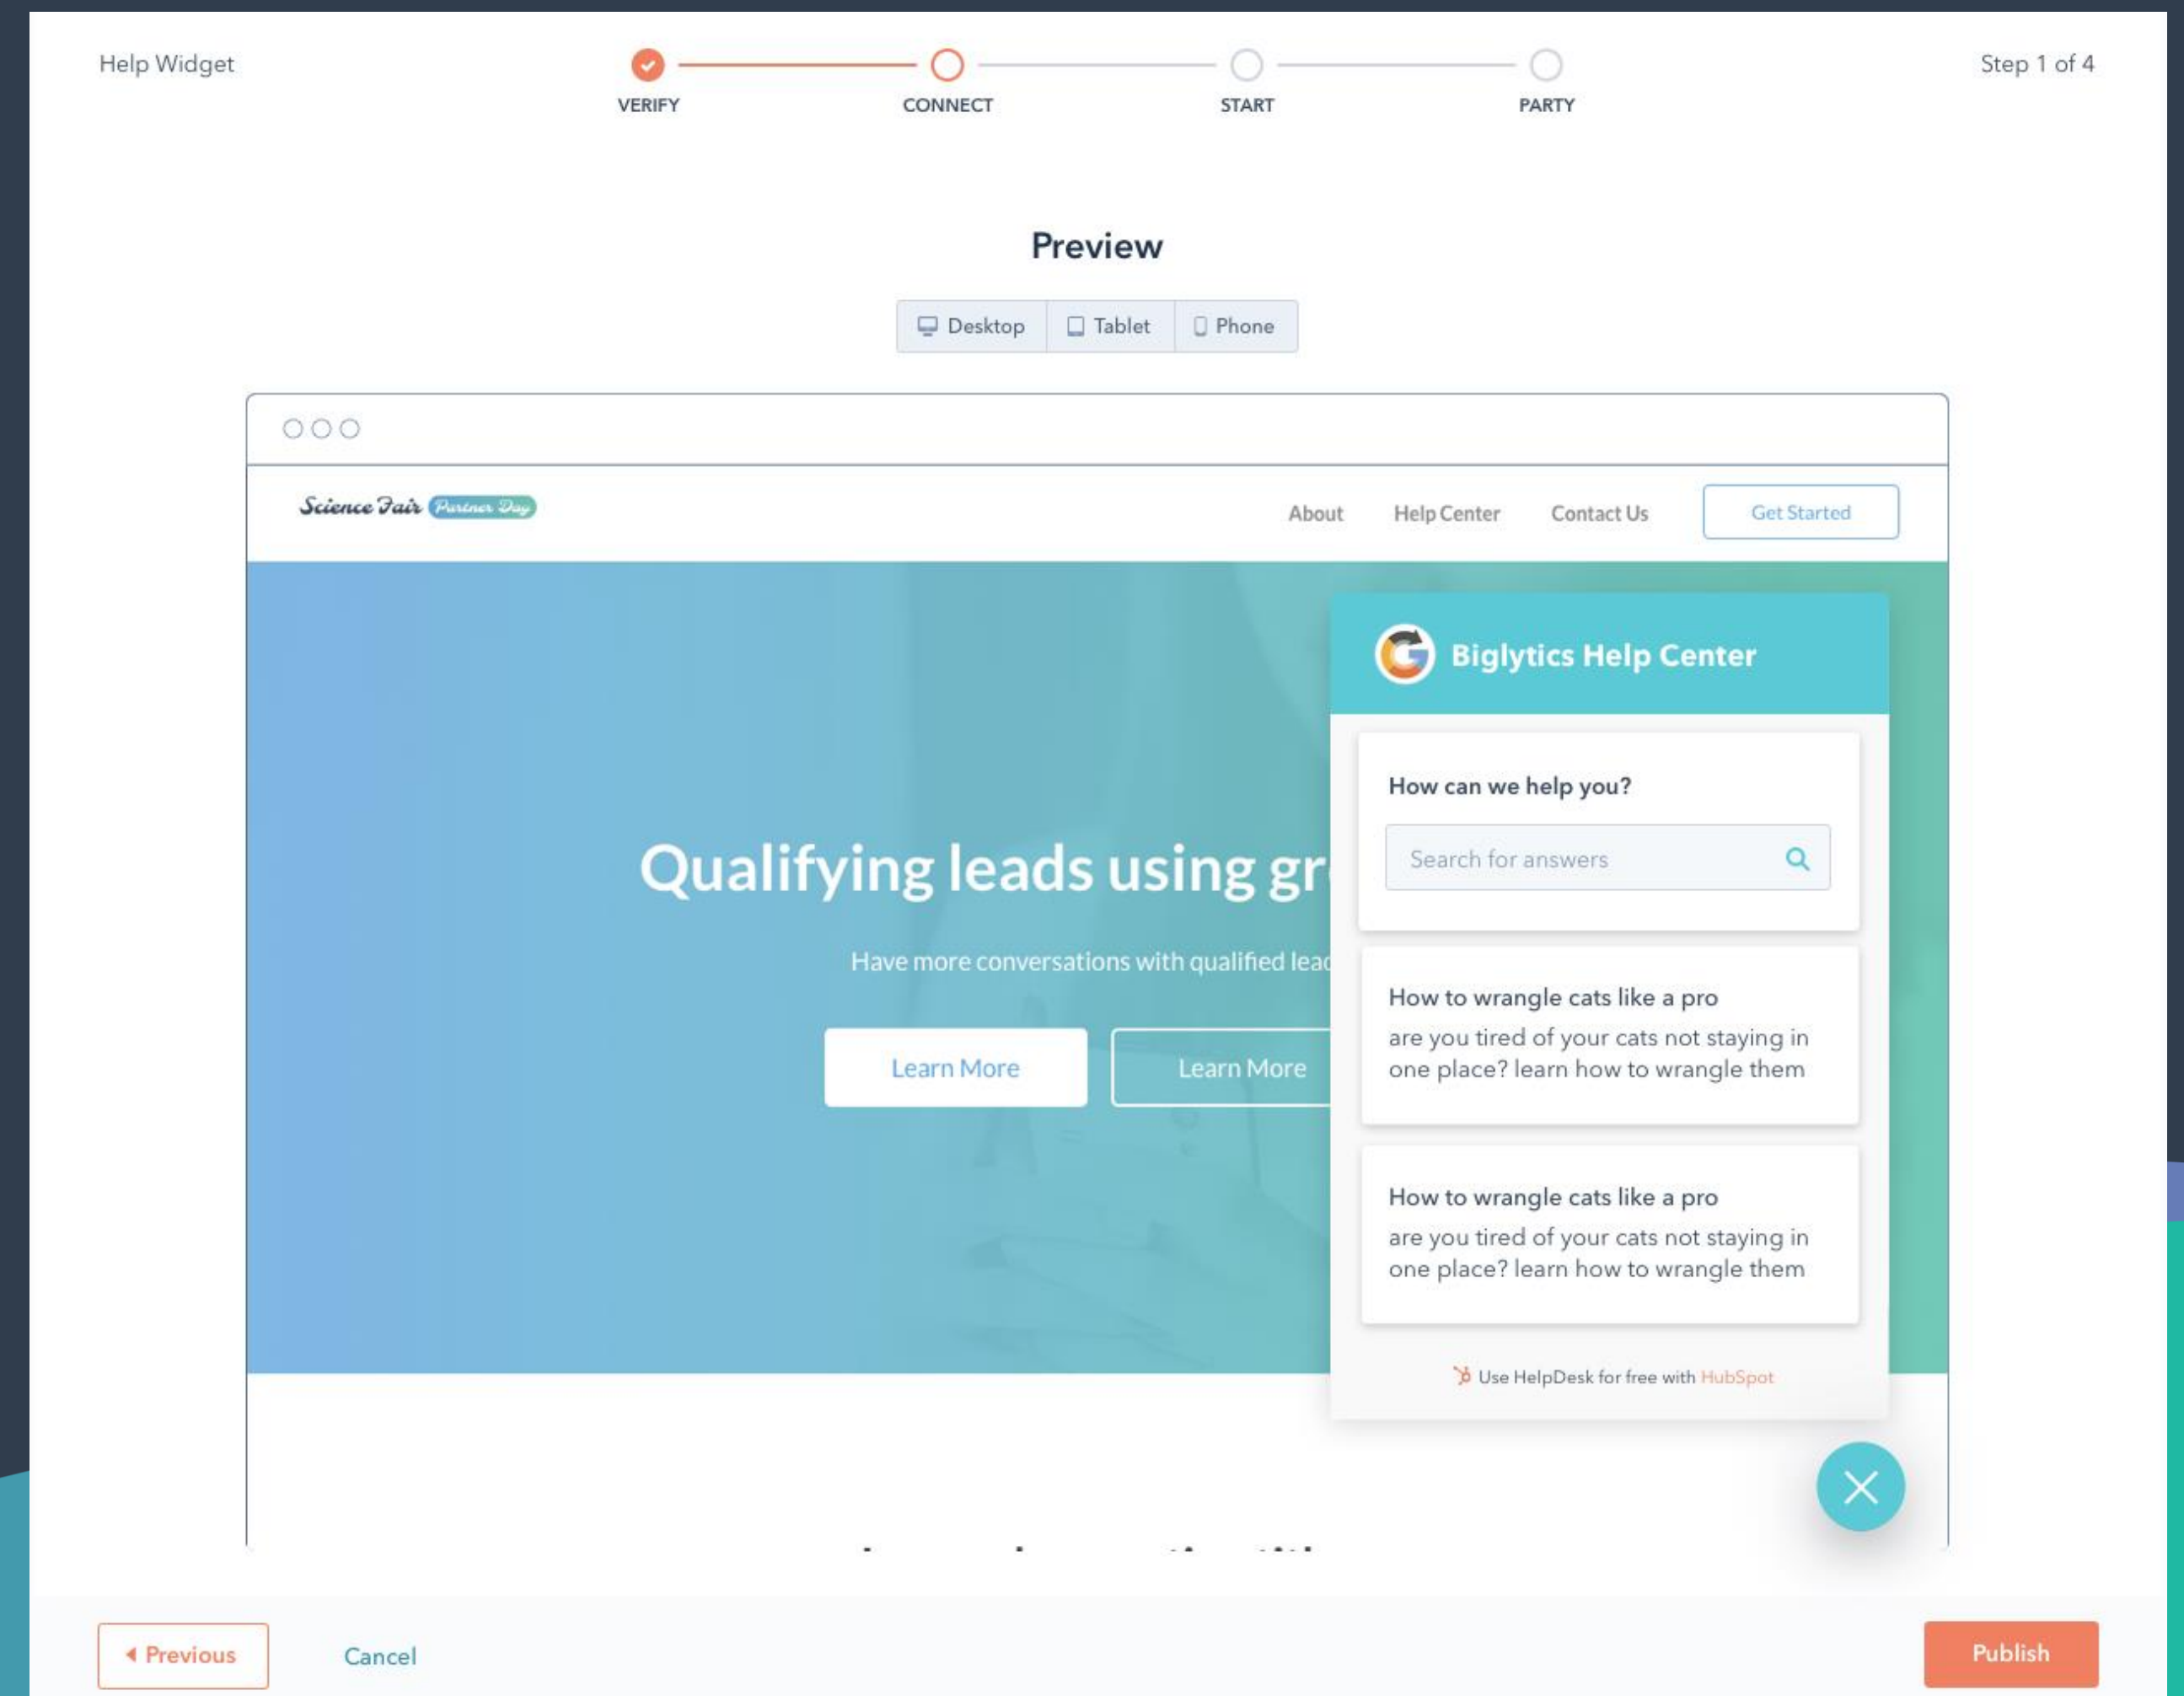 Help Widget
Step 1 of 4
VERIFY
CONNECT
START
PARTY
Preview
Desktop
Tablet
Phone
Science Fair Partner Day
About
Help Center
Contact Us
Get Started
Biglytics Help Center
How can we help you?
Search for answers
Qualifying leads using
Have more conversations with qualified
Learn More
Learn More
How to wrangle cats like a pro
are you tired of your cats not staying in
one place? learn how to wrangle them
How to wrangle cats like a pro
are you tired of your cats not staying in
one place? learn how to wrangle them
Use HelpDesk for free with HubSpot
Previous
Cancel
Publish